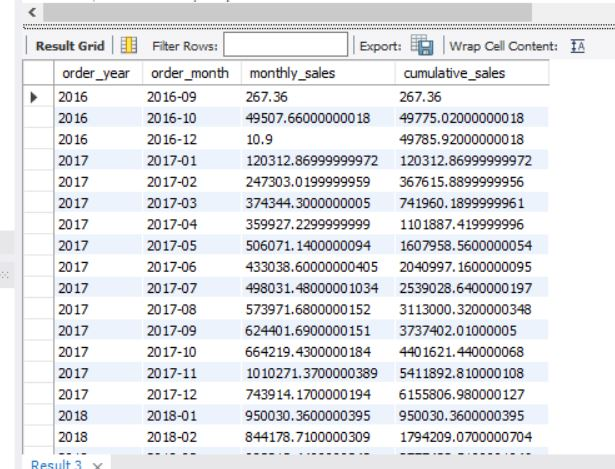 Result Grid Filter Rows: Export: Wrap Cell Content:
order_year order_month monthly_sales cumulative_sales
2016 2016-09 267.36 267.36
2016 2016-10 49507.66000000018 49775.02000000018
2016 2016-12 10.9 49785.92000000018
2017 2017-01 120312.86999999972 120312.86999999972
2017 2017-02 247303.0199999959 367615.8899999956
2017 2017-03 374344.3000000005 741960.1899999961
2017 2017-04 359927.2299999999 1101887.419999996
2017 2017-05 506071.1400000094 1607958.5600000054
2017 2017-06 433038.60000000405 2040997.1600000095
2017 2017-07 498031.48000001034 2539028.6400000197
2017 2017-08 573971.6800000152 3113000.3200000348
2017 2017-09 624401.6900000151 3737402.01000005
2017 2017-10 664219.4300000184 4401621.440000068
2017 2017-11 1010271.3700000389 5411892.810000108
2017 2017-12 743914.1700000194 6155806.980000127
2018 2018-01 950030.3600000395 950030.3600000395
2018 2018-02 844178.7100000309 1794209.0700000704
Result 3